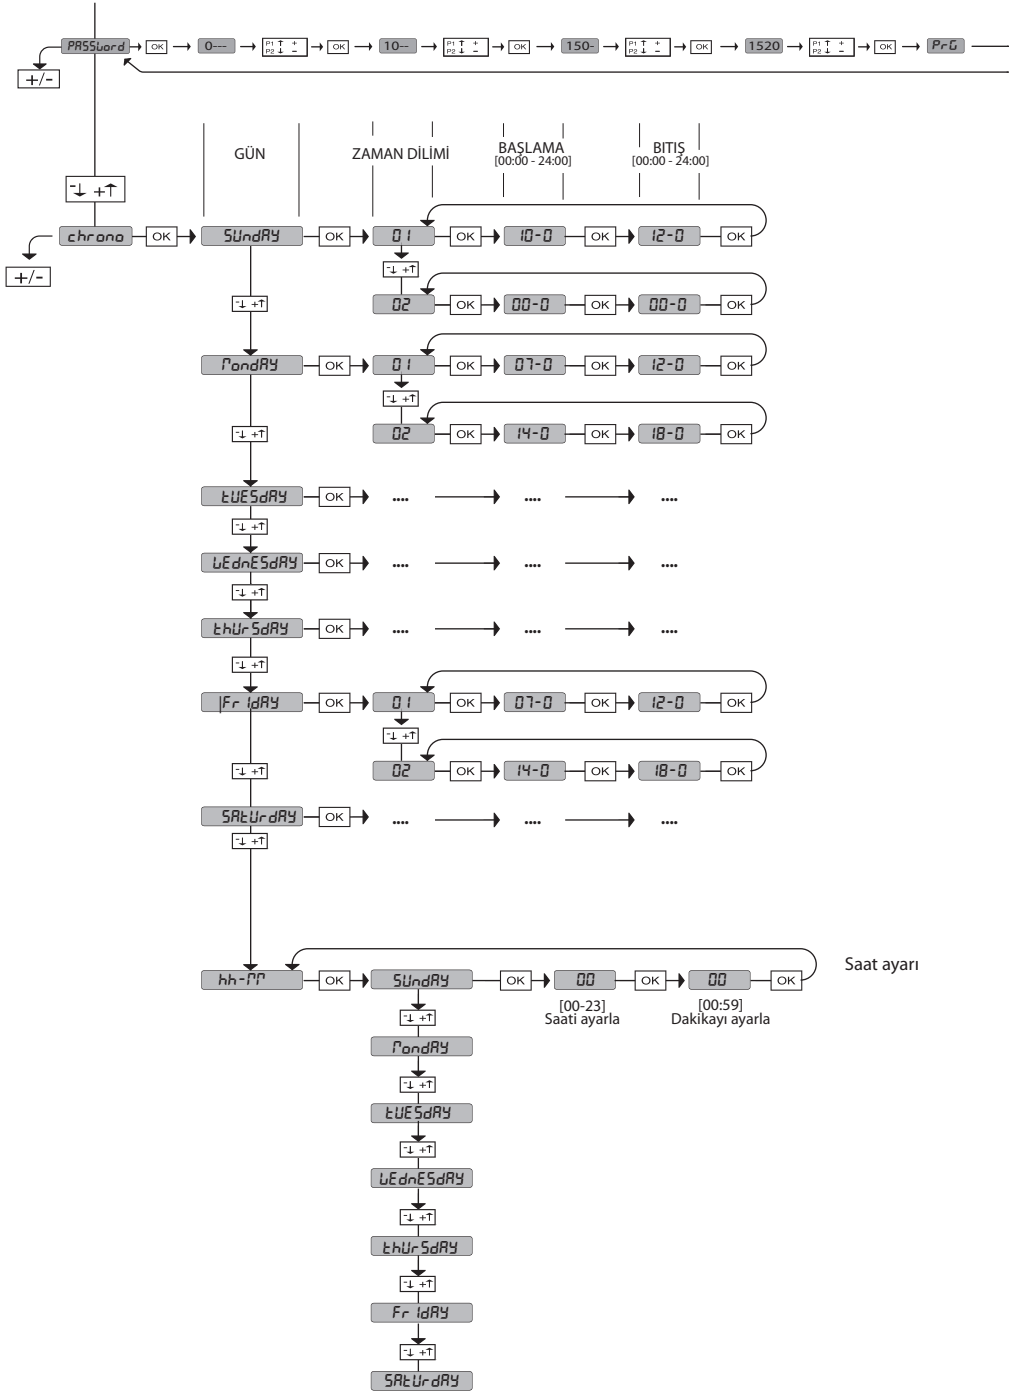 PASSword OK 0--- P1 ↑ + P2 ↓ - OK 10-- P1 ↑ + P2 ↓ - OK 150- P1 ↑ + P2 ↓ - OK 1520 P1 ↑ + P2 ↓ - OK PrG
+/-
GÜN ZAMAN DİLİMİ BAŞLAMA BITIŞ
[00:00 - 24:00] [00:00 - 24:00]
-↓ +↑
chrono OK SUndAY OK 01 OK 10-0 OK 12-0 OK
+/-
-↓ +↑
-↓ +↑ 02 OK 00-0 OK 00-0 OK
MondAY OK 01 OK 07-0 OK 12-0 OK
-↓ +↑
-↓ +↑ 02 OK 14-0 OK 18-0 OK
tUESdAY OK .... .... ....
-↓ +↑
WEdnESdAY OK .... .... ....
-↓ +↑
thUrSdAY OK .... .... ....
-↓ +↑
FrIdAY OK 01 OK 07-0 OK 12-0 OK
-↓ +↑
-↓ +↑ 02 OK 14-0 OK 18-0 OK
SAtUrdAY OK .... .... ....
-↓ +↑
Saat ayarı
hh-MM OK SUndAY OK 00 OK 00 OK
[00-23] [00:59]
Saati ayarla Dakikayı ayarla
-↓ +↑
MondAY
-↓ +↑
tUESdAY
-↓ +↑
WEdnESdAY
-↓ +↑
thUrSdAY
-↓ +↑
FrIdAY
-↓ +↑
SAtUrdAY